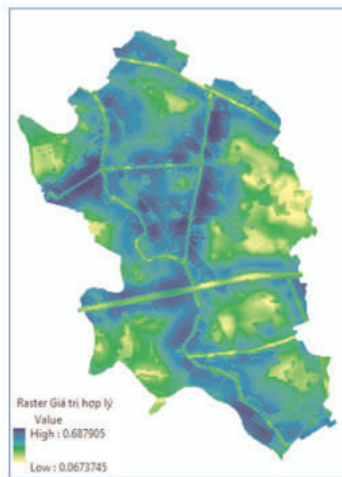 Raster Giá trị hợp lý
Value
High : 0.687905
Low : 0.0673745